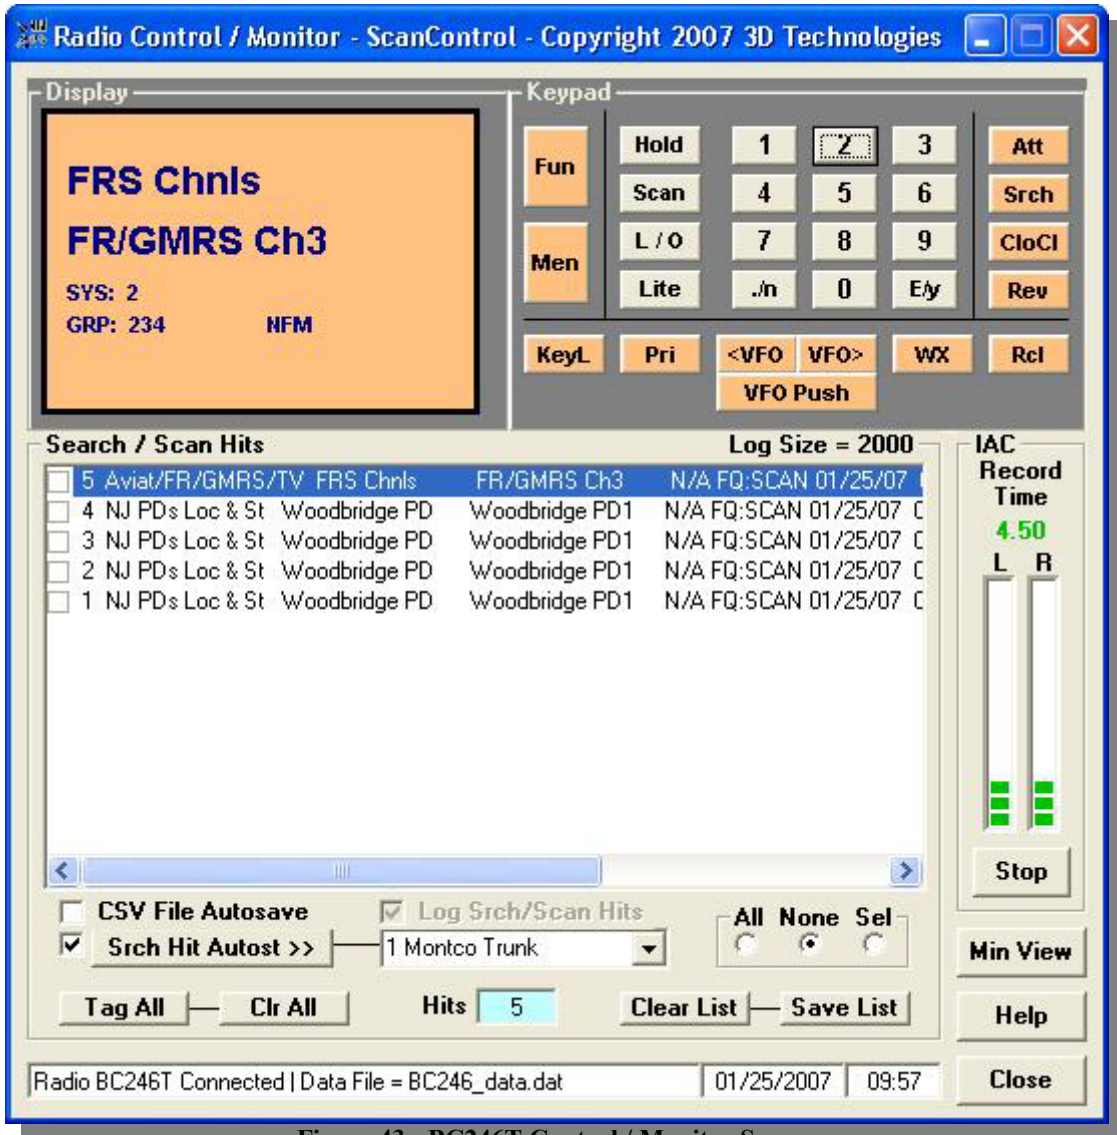 Radio Control / Monitor - ScanControl - Copyright 2007 3D Technologies
Display
FRS Chnls
FR/GMRS Ch3
SYS: 2
GRP: 234 NFM
Keypad
Fun Hold 1 2 3 Att
Scan 4 5 6 Srch
Men L / O 7 8 9 CloCl
Lite ./n 0 E/y Rev
KeyL Pri <VFO VFO> WX Rcl
VFO Push
Search / Scan Hits Log Size = 2000
5 Aviat/FR/GMRS/TV FRS Chnls FR/GMRS Ch3 N/A FQ:SCAN 01/25/07
4 NJ PDs Loc & St Woodbridge PD Woodbridge PD1 N/A FQ:SCAN 01/25/07
3 NJ PDs Loc & St Woodbridge PD Woodbridge PD1 N/A FQ:SCAN 01/25/07
2 NJ PDs Loc & St Woodbridge PD Woodbridge PD1 N/A FQ:SCAN 01/25/07
1 NJ PDs Loc & St Woodbridge PD Woodbridge PD1 N/A FQ:SCAN 01/25/07
IAC
Record
Time
4.50
L R
Stop
CSV File Autosave Log Srch/Scan Hits
Srch Hit Autost >> 1 Montco Trunk
All None Sel
Tag All Clr All Hits 5 Clear List Save List
Min View
Help
Close
Radio BC246T Connected | Data File = BC246_data.dat 01/25/2007 09:57